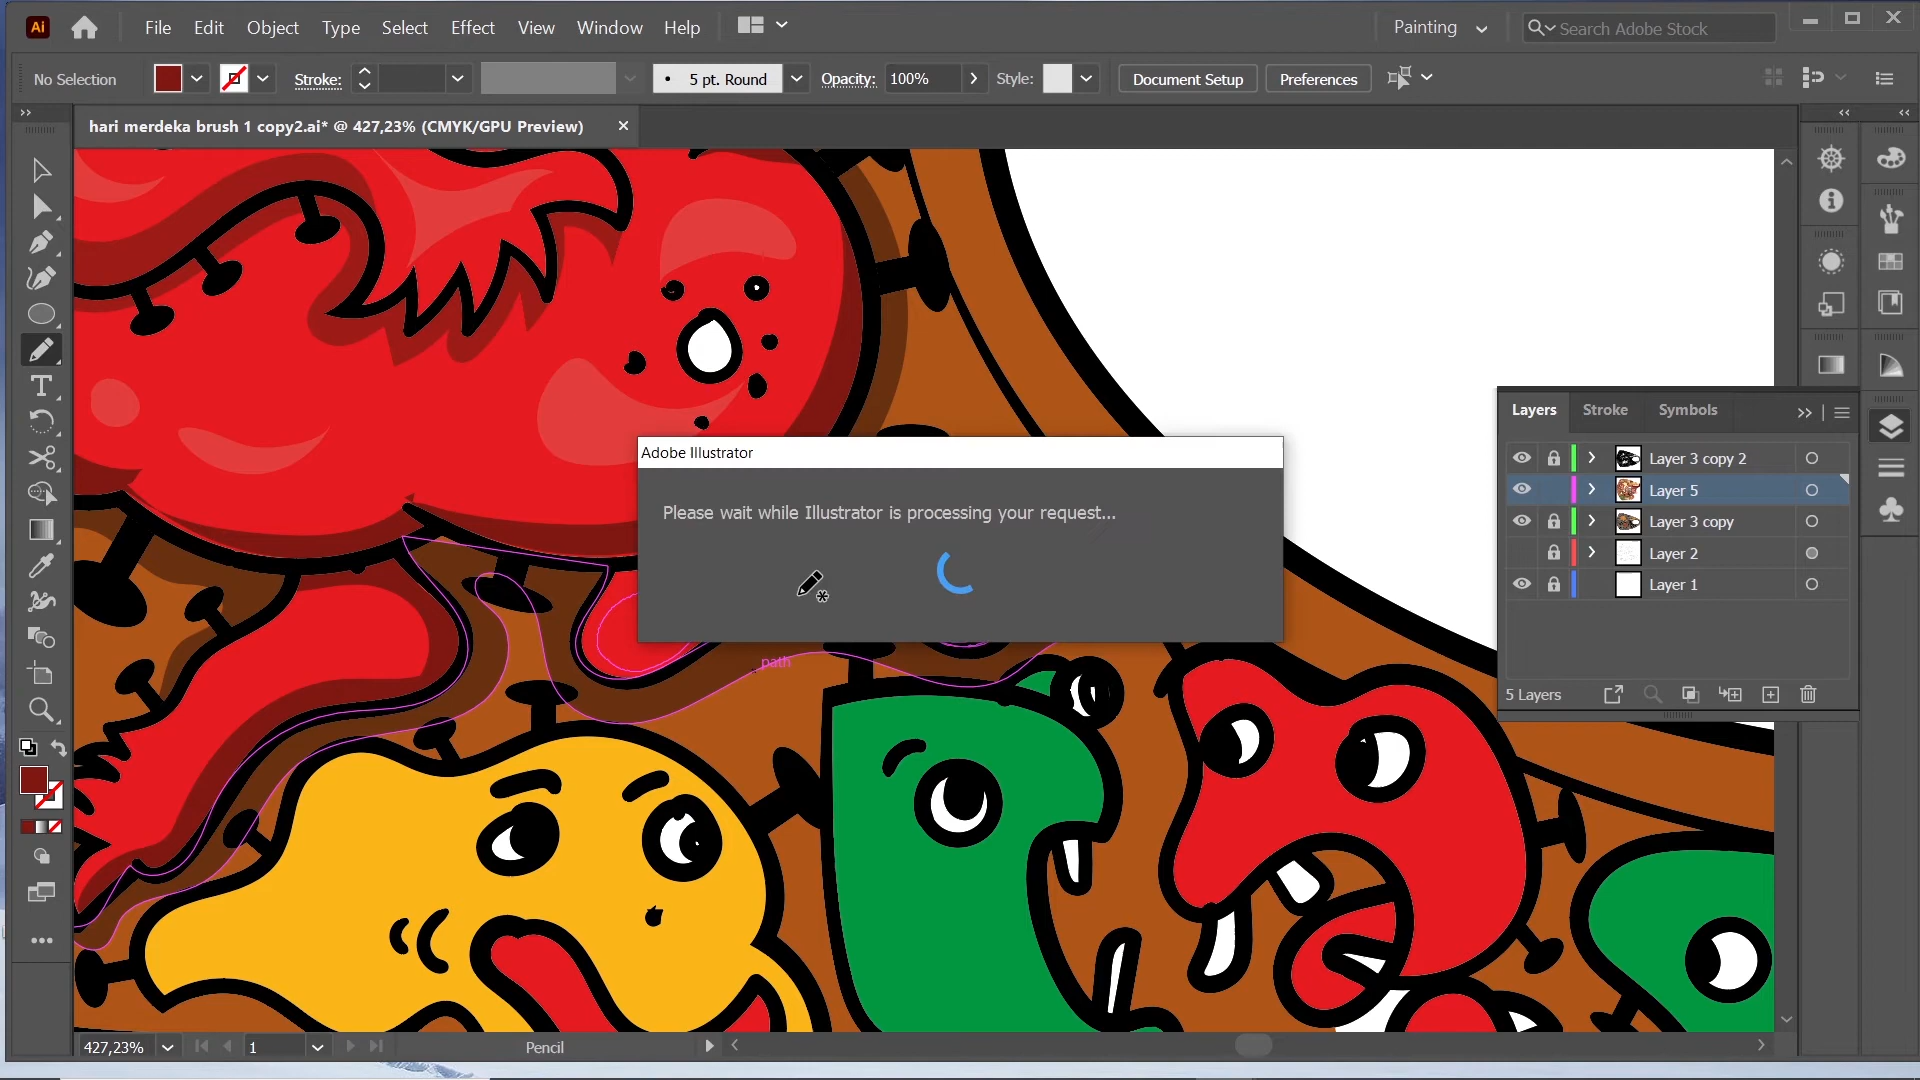 Ai File Edit Object Type Select Effect View Window Help Painting Search Adobe Stock
No Selection Stroke: 5 pt. Round Opacity: 100% Style: Document Setup Preferences
hari merdeka brush 1 copy2.ai* @ 427,23% (CMYK/GPU Preview)
Layers Stroke Symbols
Layer 3 copy 2
Layer 5
Layer 3 copy
Layer 2
Layer 1
5 Layers
Adobe Illustrator
Please wait while Illustrator is processing your request...
path
427,23% 1 Pencil